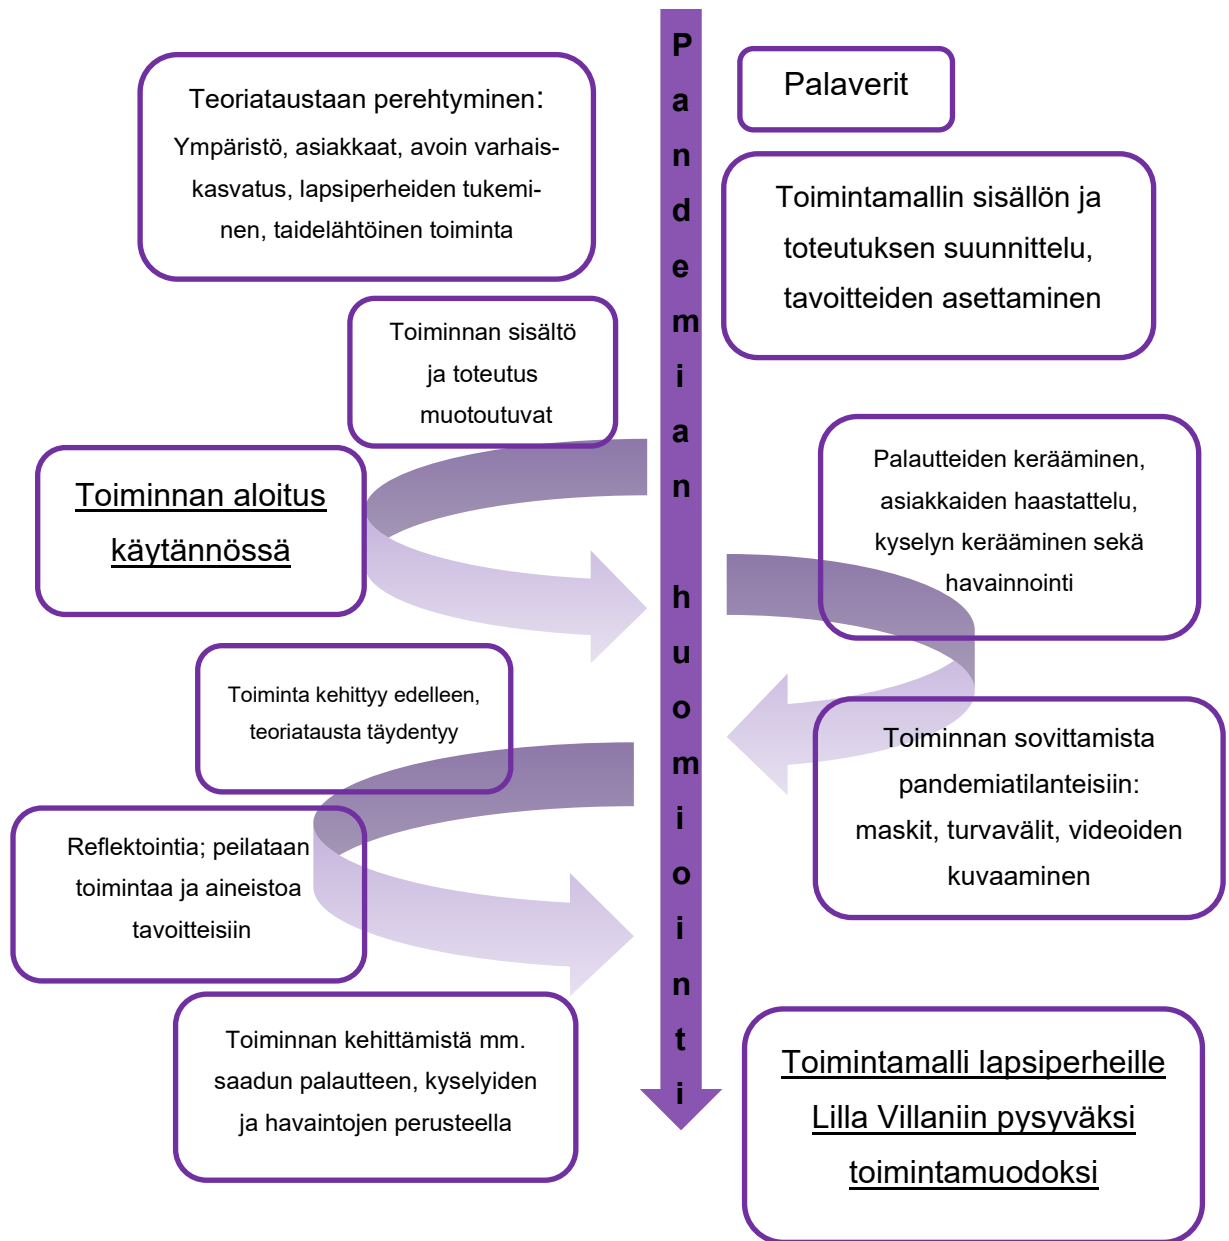 Pandemian huomiointi
Palaverit
Teoriataustaan perehtyminen:
Ympäristö, asiakkaat, avoin varhais-
kasvatus, lapsiperheiden tukemi-
nen, taidelähtöinen toiminta
Toimintamallin sisällön ja
toteutuksen suunnittelu,
tavoitteiden asettaminen
Toiminnan sisältö
ja toteutus
muotoutuvat
Toiminnan aloitus
käytännössä
Palautteiden kerääminen,
asiakkaiden haastattelu,
kyselyn kerääminen sekä
havainnointi
Toiminta kehittyy edelleen,
teoriatausta täydentyy
Toiminnan sovittamista
pandemiatilanteisiin:
maskit, turvavälit, videoiden
kuvaaminen
Reflektointia; peilataan
toimintaa ja aineistoa
tavoitteisiin
Toiminnan kehittämistä mm.
saadun palautteen, kyselyiden
ja havaintojen perusteella
Toimintamalli lapsiperheille
Lilla Villaniin pysyväksi
toimintamuodoksi